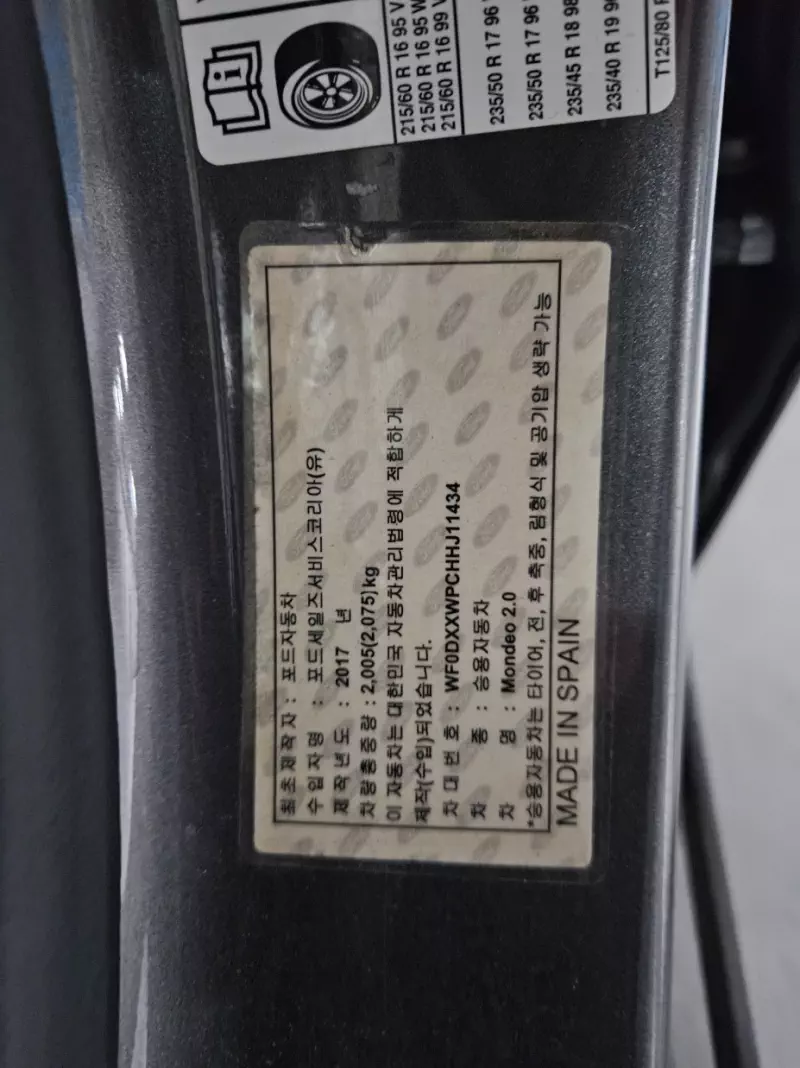 215/60 R 16 95 V
215/60 R 16 95 W
215/60 R 16 99 V
235/50 R 17 96
235/50 R 17 96
235/45 R 18 98
235/40 R 19 9
T125/80 R
최초제작자 : 포드자동차
수입자명 : 포드세일즈서비스코리아(유)
제작년도 : 2017 년
차량총중량 : 2,005(2,075)kg
이 자동차는 대한민국 자동차관리법령에 적합하게
제작(수입)되었습니다.
차대번호 : WF0DXXWPCHHJ11434
차 종 : 승용자동차
차 명 : Mondeo 2.0
*승용자동차는 타이어, 전, 후 축중, 림형식 및 공기압 생략 가능
MADE IN SPAIN